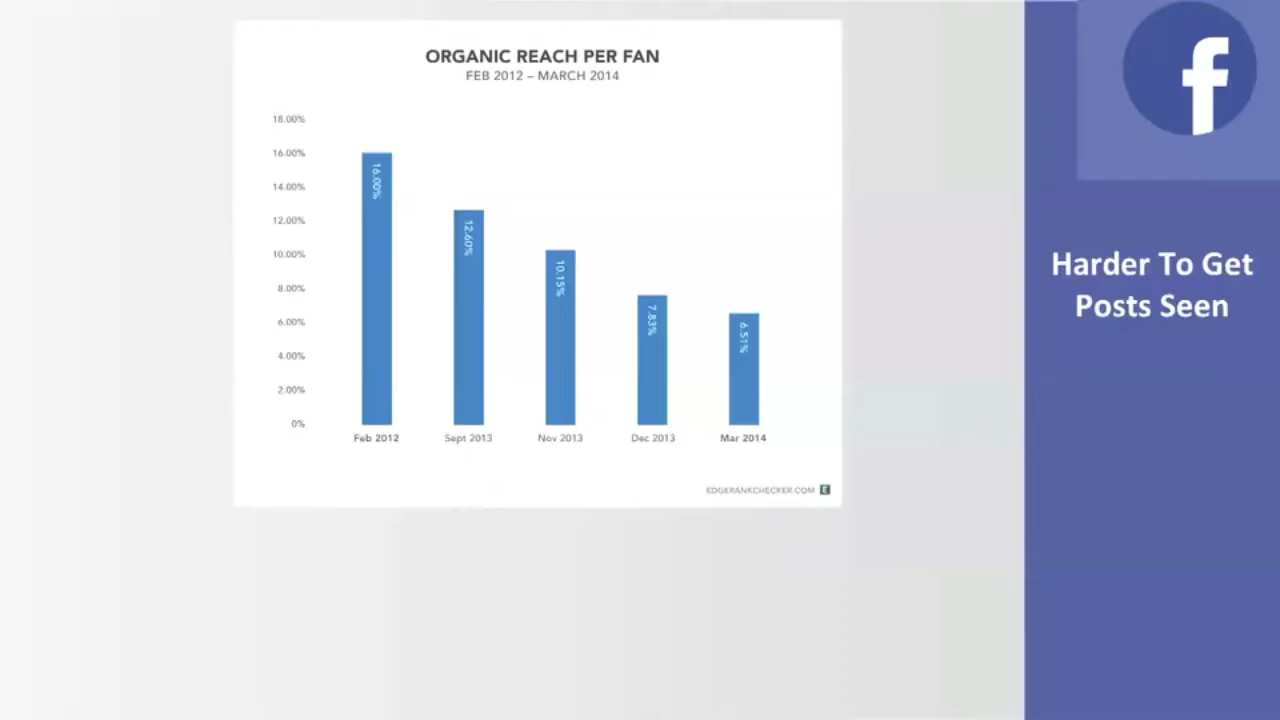 ORGANIC REACH PER FAN
FEB 2012 – MARCH 2014
18.00%
16.00%
14.00%
12.00%
10.00%
8.00%
6.00%
4.00%
2.00%
0%
16.00%
12.60%
10.15%
7.83%
6.51%
Feb 2012
Sept 2013
Nov 2013
Dec 2013
Mar 2014
EDGERANKCHECKER.COM E
f
Harder To Get
Posts Seen